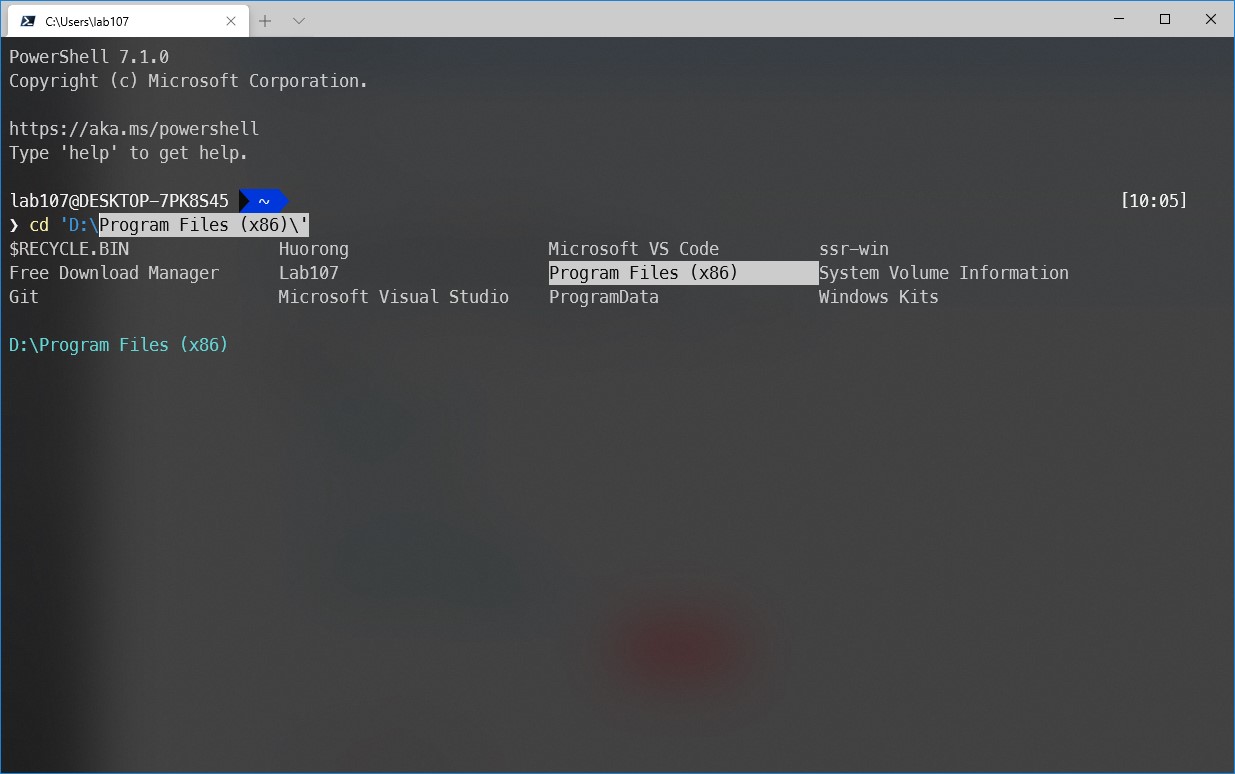 C:\Users\lab107
PowerShell 7.1.0
Copyright (c) Microsoft Corporation.
https://aka.ms/powershell
Type 'help' to get help.
lab107@DESKTOP-7PK8S45 ~ [10:05]
❯ cd 'D:\Program Files (x86)\'
$RECYCLE.BIN Huorong Microsoft VS Code ssr-win
Free Download Manager Lab107 Program Files (x86) System Volume Information
Git Microsoft Visual Studio ProgramData Windows Kits
D:\Program Files (x86)